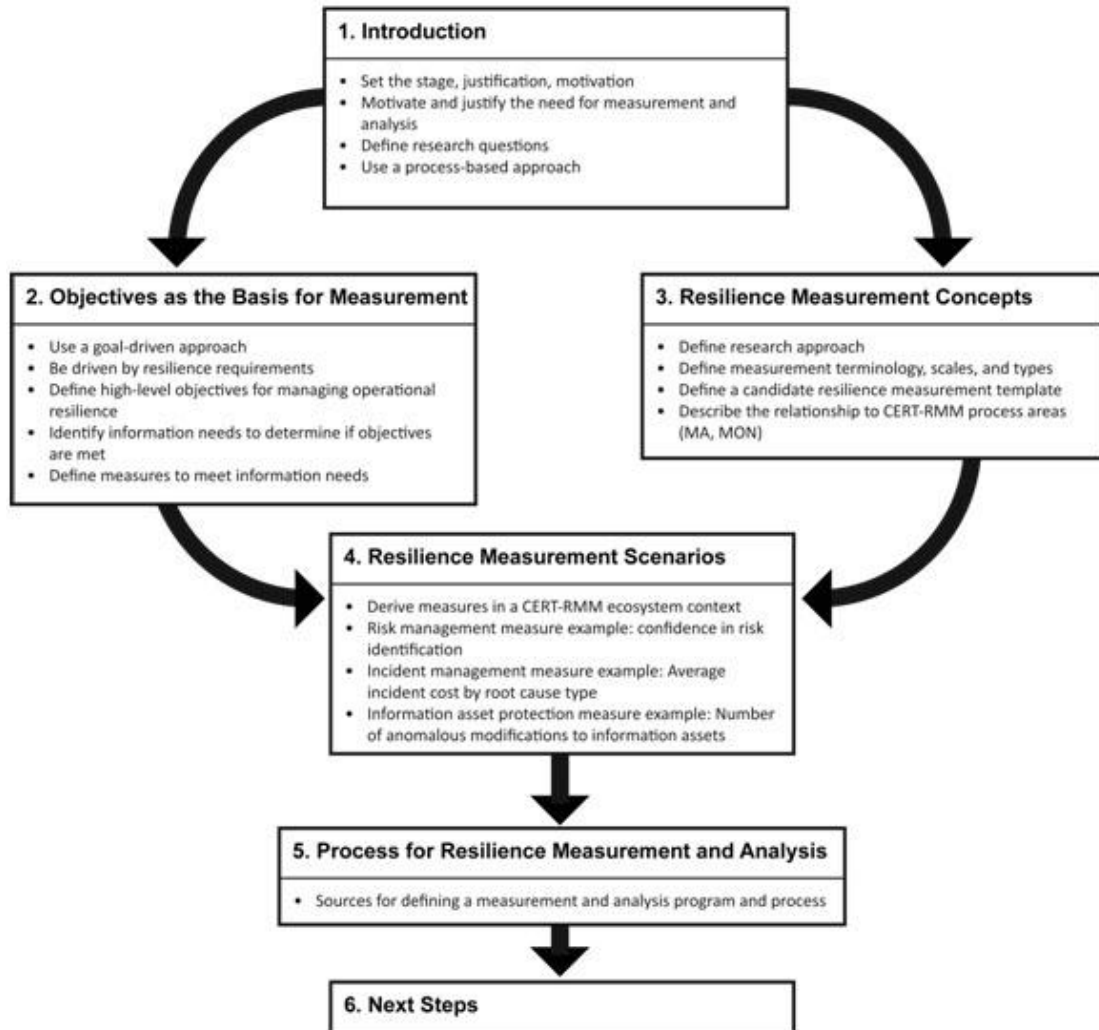 1. Introduction
• Set the stage, justification, motivation
• Motivate and justify the need for measurement and
analysis
• Define research questions
• Use a process-based approach
2. Objectives as the Basis for Measurement
• Use a goal-driven approach
• Be driven by resilience requirements
• Define high-level objectives for managing operational
resilience
• Identify information needs to determine if objectives
are met
• Define measures to meet information needs
3. Resilience Measurement Concepts
• Define research approach
• Define measurement terminology, scales, and types
• Define a candidate resilience measurement template
• Describe the relationship to CERT-RMM process areas
(MA, MON)
4. Resilience Measurement Scenarios
• Derive measures in a CERT-RMM ecosystem context
• Risk management measure example: confidence in risk
identification
• Incident management measure example: Average
incident cost by root cause type
• Information asset protection measure example: Number
of anomalous modifications to information assets
5. Process for Resilience Measurement and Analysis
• Sources for defining a measurement and analysis program and process
6. Next Steps